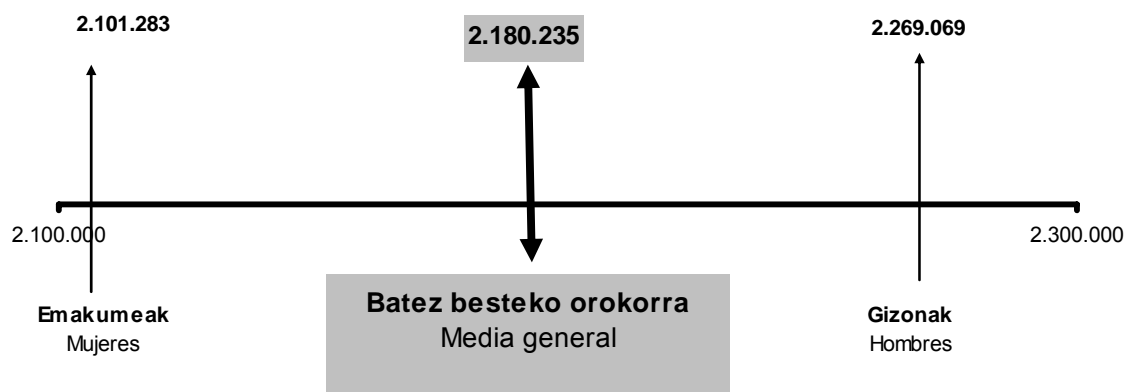 2.101.283
2.180.235
2.269.069
2.100.000
2.300.000
Emakumeak
Mujeres
Batez besteko orokorra
Media general
Gizonak
Hombres